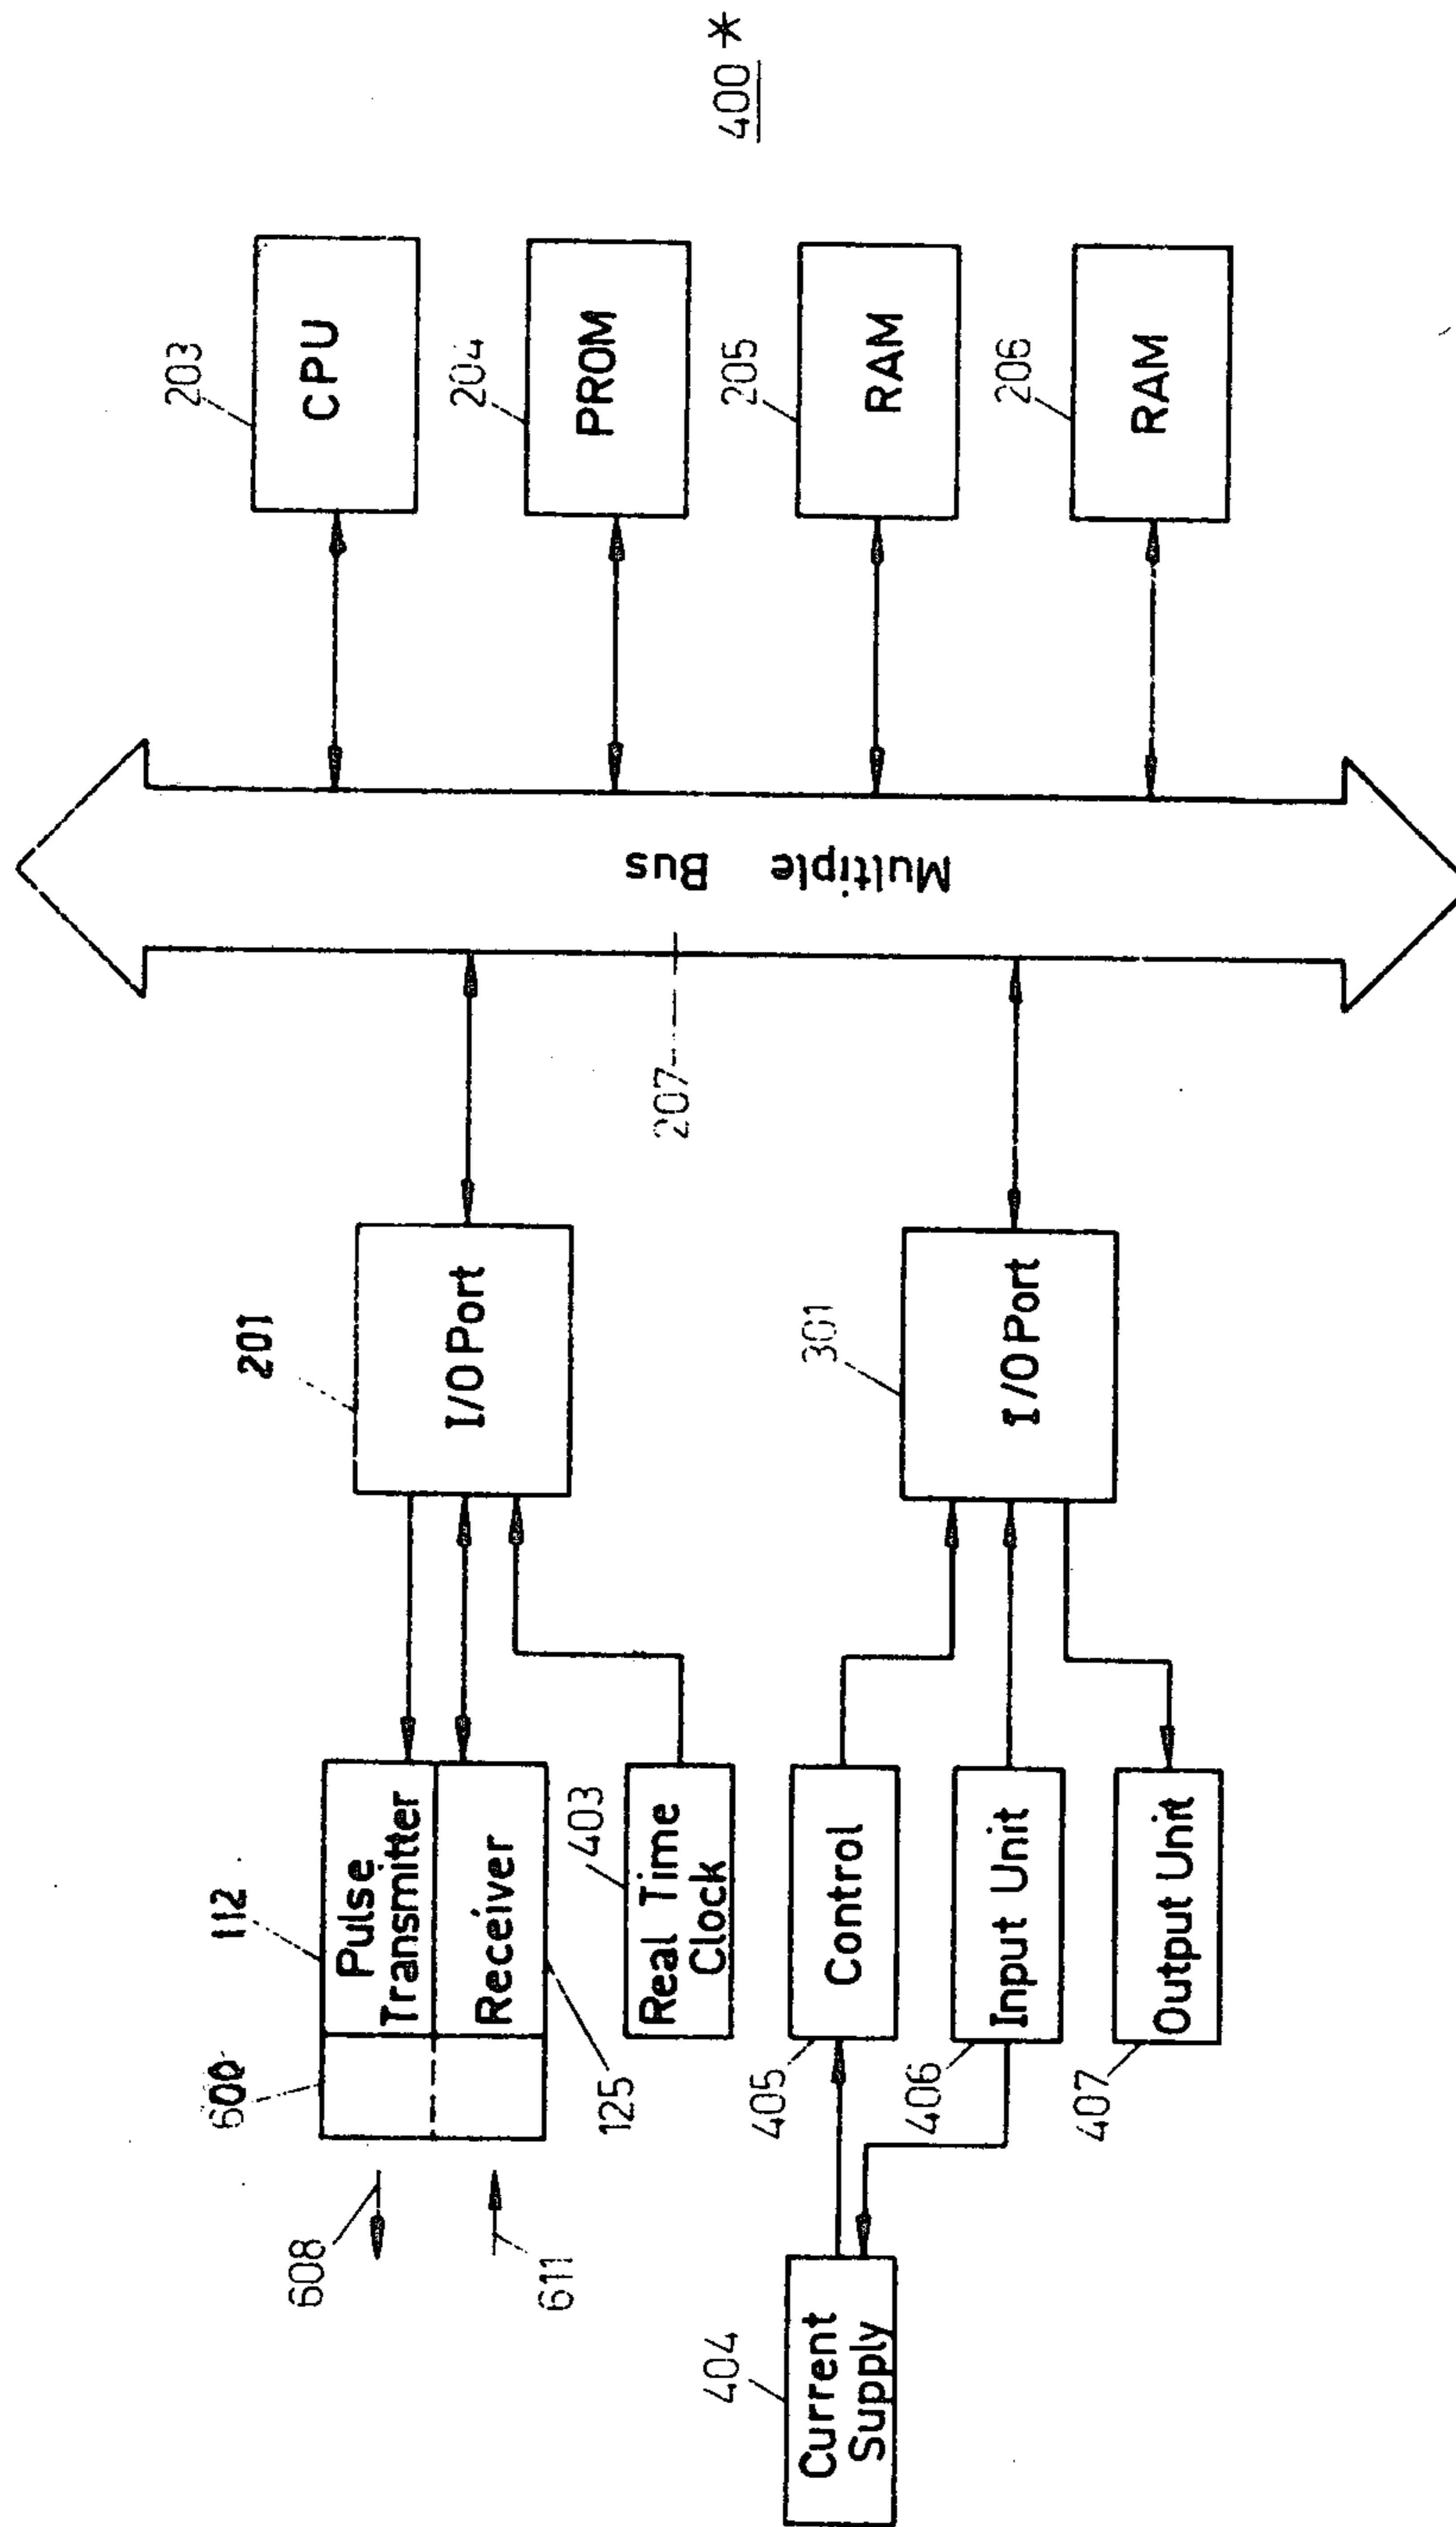 400*
203
CPU
204
PROM
205
RAM
206
RAM
Multiple Bus
207
201
I/O Port
301
I/O Port
112
Pulse
Transmitter
600
Receiver
125
608
611
403
Real Time
Clock
405
Control
406
Input Unit
407
Output Unit
404
Current
Supply